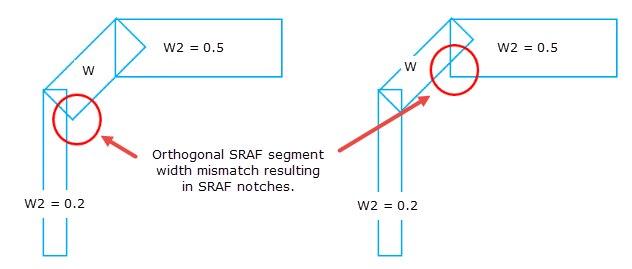 W2 = 0.5
W
W2 = 0.2
W2 = 0.5
W
W2 = 0.2
Orthogonal SRAF segment
width mismatch resulting
in SRAF notches.